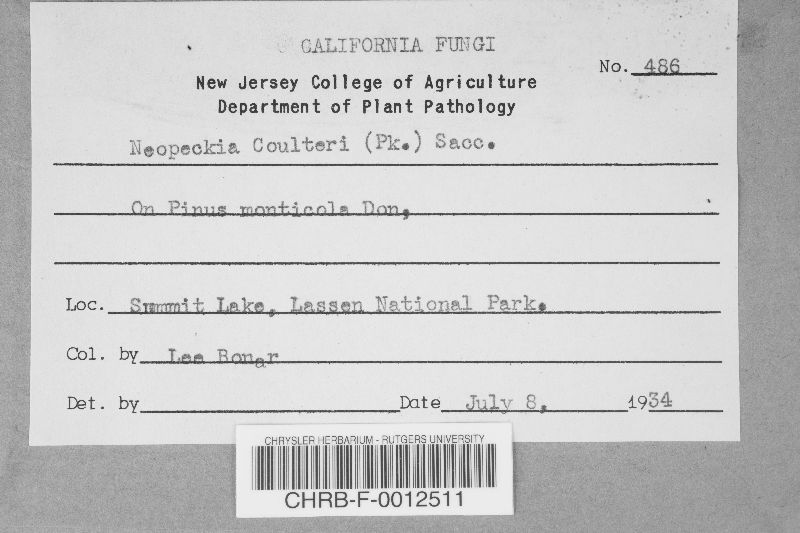 CALIFORNIA FUNGI
No. 486
New Jersey College of Agriculture
Department of Plant Pathology
Neopeckia Coulteri (Pk.) Sacc.
On Pinus monticola Don,
Loc. Summit Lake, Lassen National Park.
Col. by Lee Bonar
Det. by Date July 8, 1934
CHRYSLER HERBARIUM - RUTGERS UNIVERSITY
CHRB-F-0012511